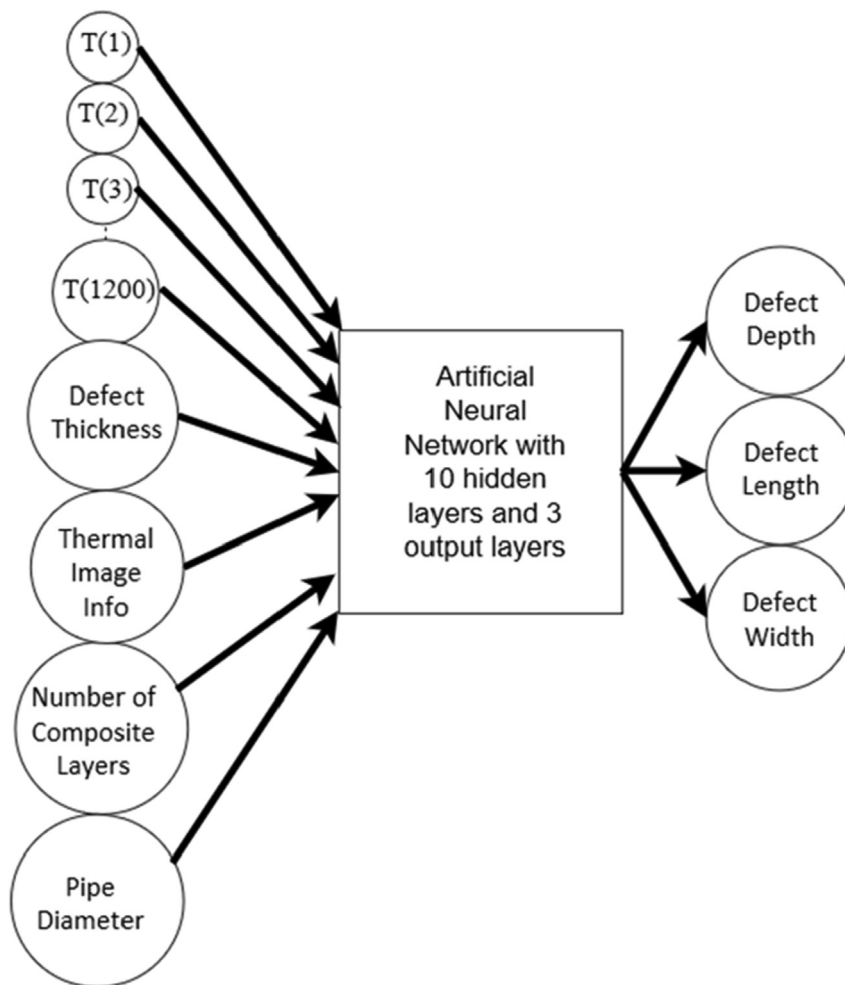 T(1)
T(2)
T(3)
T(1200)
Defect
Thickness
Thermal
Image
Info
Number of
Composite
Layers
Pipe
Diameter
Artificial
Neural
Network with
10 hidden
layers and 3
output layers
Defect
Depth
Defect
Length
Defect
Width